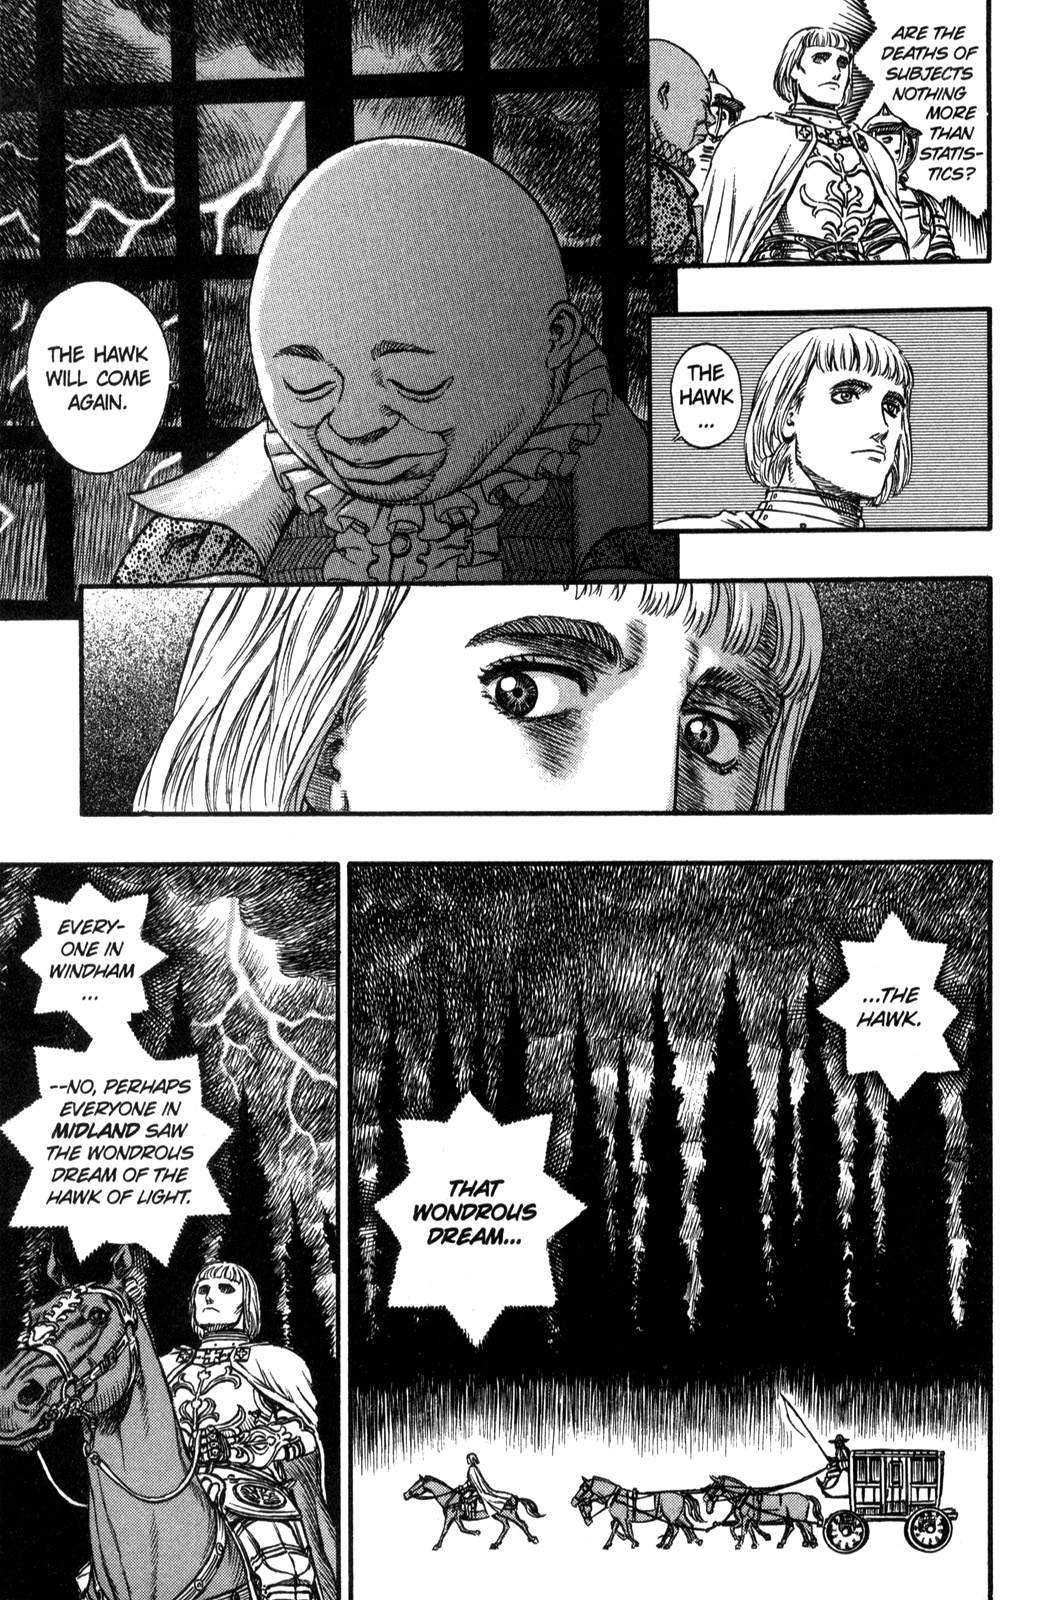 ARE THE
DEATHS OF
SUBJECTS
NOTHING
MORE
THAN
STATIS-
TICS?
THE
HAWK
...
THE HAWK
WILL COME
AGAIN.
...THE
HAWK.
THAT
WONDROUS
DREAM...
EVERY-
ONE IN
WINDHAM
...
--NO, PERHAPS
EVERYONE IN
MIDLAND SAW
THE WONDROUS
DREAM OF THE
HAWK OF LIGHT.